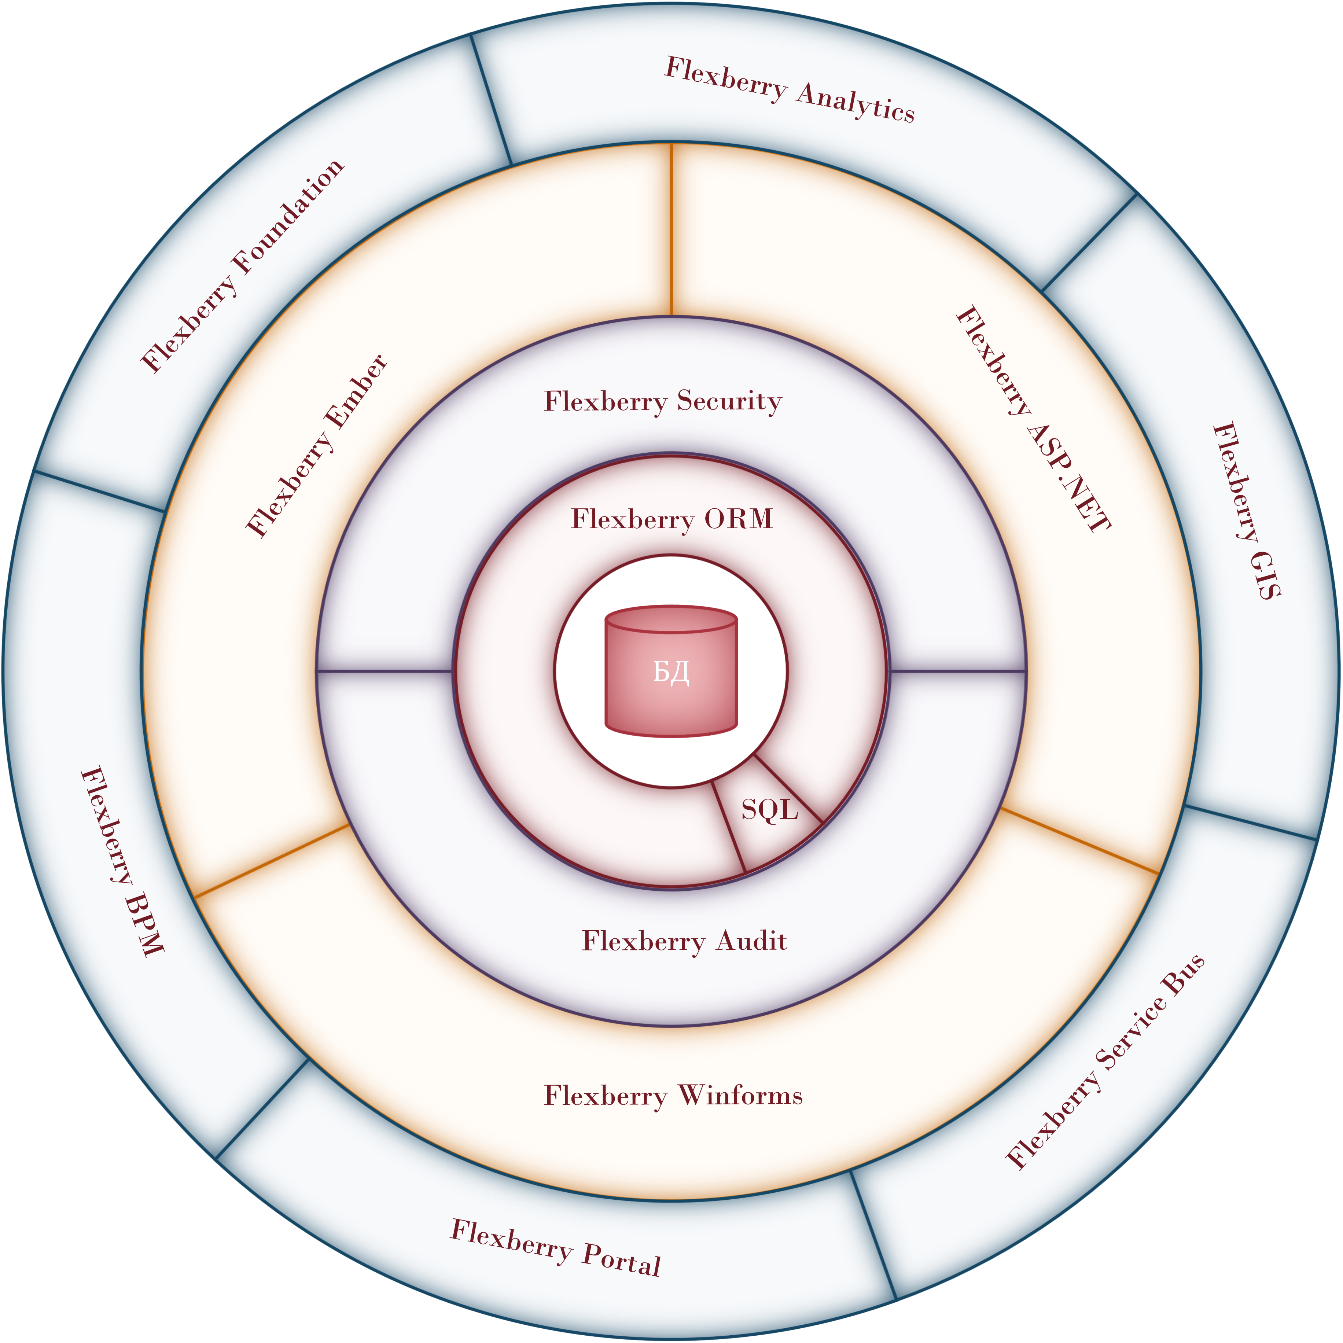 Flexberry Analytics
Flexberry Foundation
Flexberry Ember
Flexberry ASP.NET
Flexberry Security
Flexberry GIS
Flexberry ORM
БД
SQL
Flexberry BPM
Flexberry Audit
Flexberry Service Bus
Flexberry Winforms
Flexberry Portal